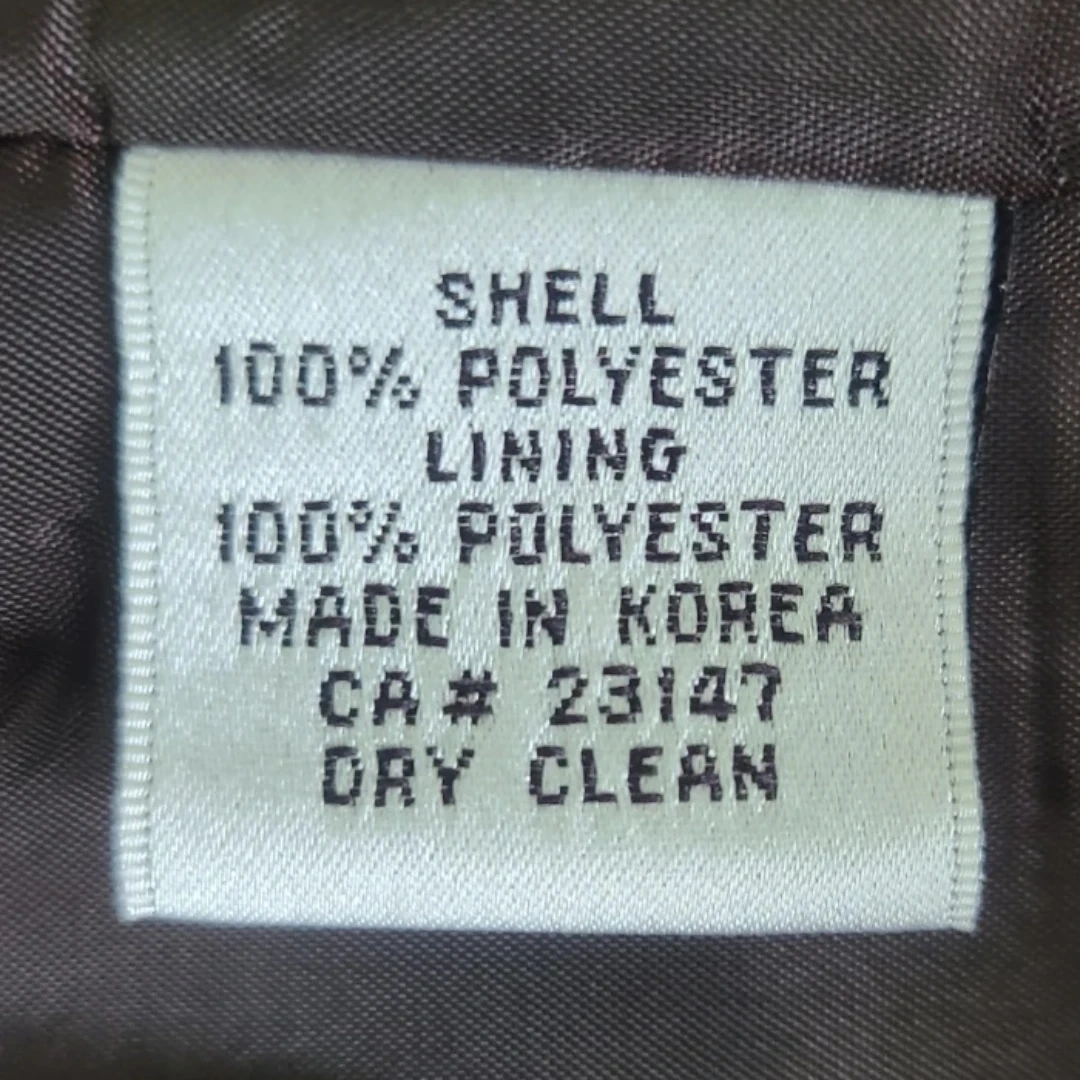 SHELL
100% POLYESTER
LINING
100% POLYESTER
MADE IN KOREA
CA# 23147
DRY CLEAN